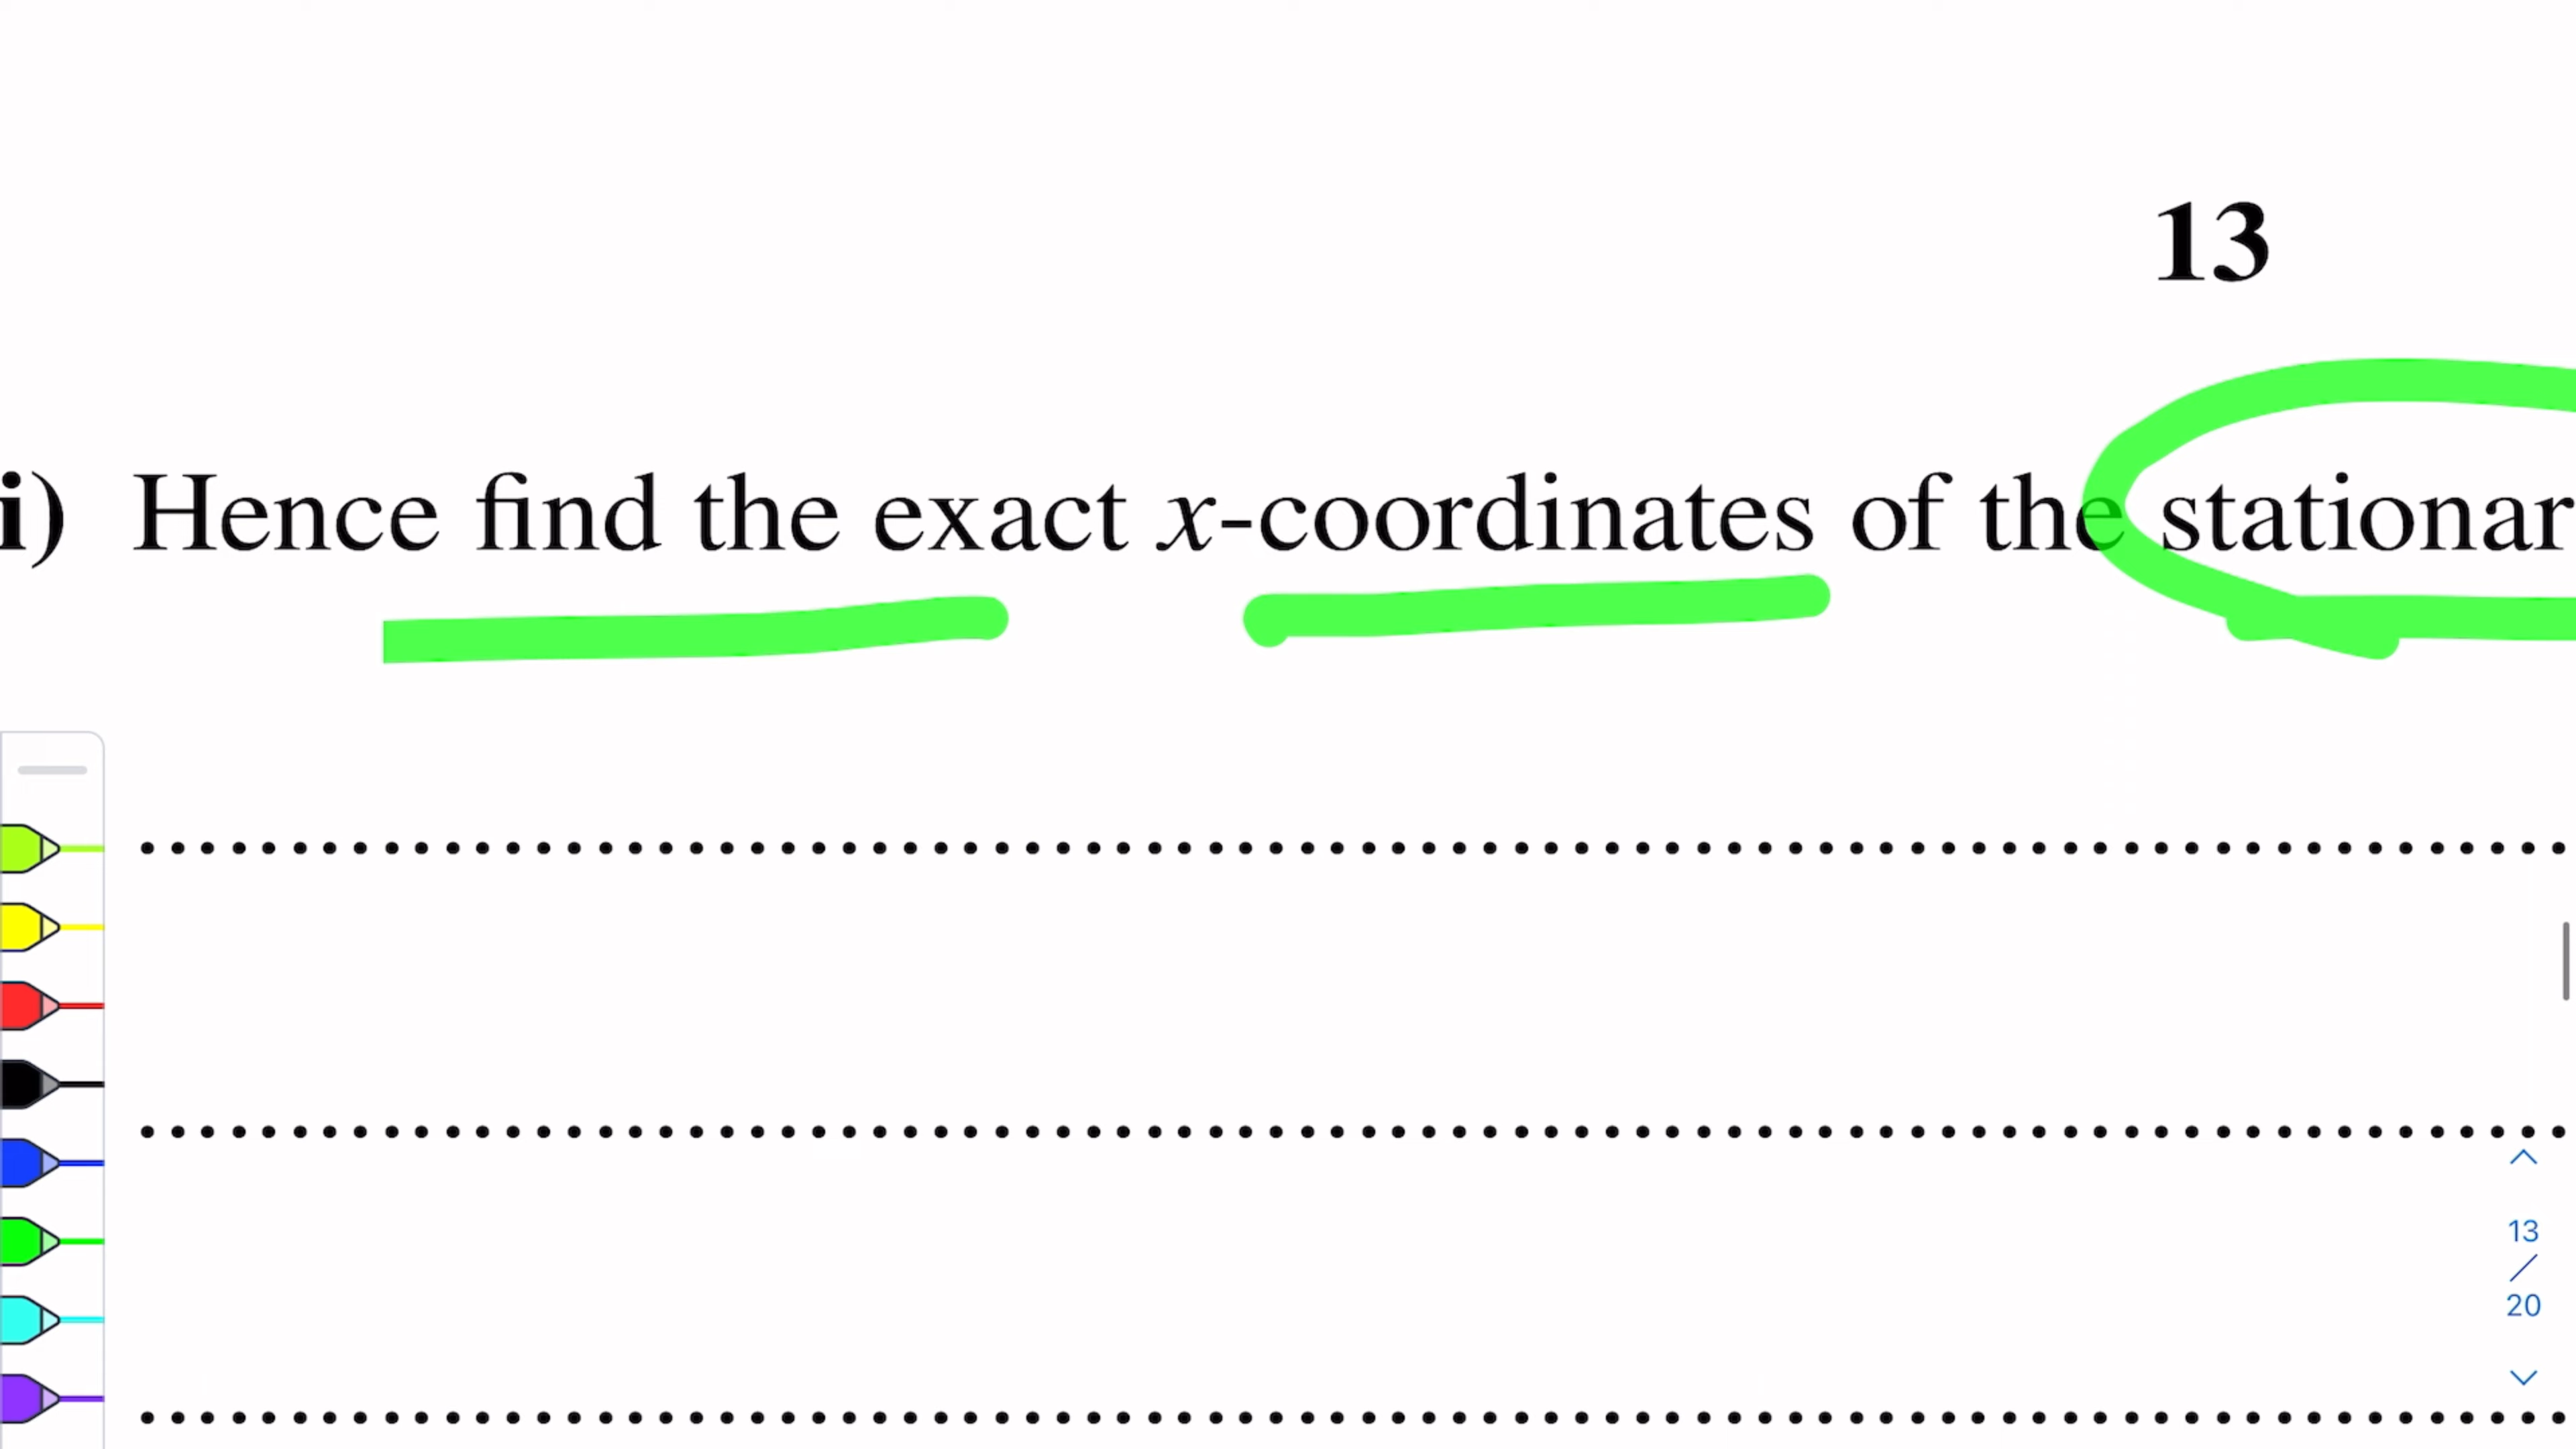 13
i) Hence find the exact x-coordinates of the stationar
13
/
20